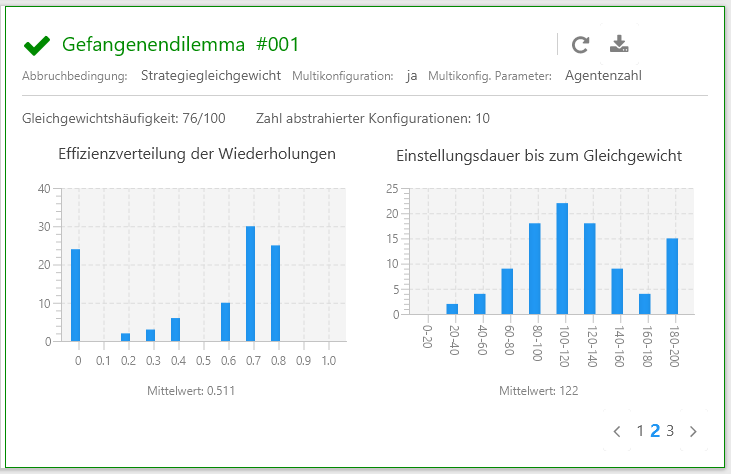 Gefangenendilemma #001
Abbruchbedingung: Strategiegleichgewicht Multikonfiguration: ja Multikonfig. Parameter: Agentenzahl
Gleichgewichtshäufigkeit: 76/100 Zahl abstrahierter Konfigurationen: 10
Effizienzverteilung der Wiederholungen
40
30
20
10
0
0 0.1 0.2 0.3 0.4 0.5 0.6 0.7 0.8 0.9 1.0
Mittelwert: 0.511
Einstellungsdauer bis zum Gleichgewicht
25
20
15
10
5
0
0-20 20-40 40-60 60-80 80-100 100-120 120-140 140-160 160-180 180-200
Mittelwert: 122
1 2 3